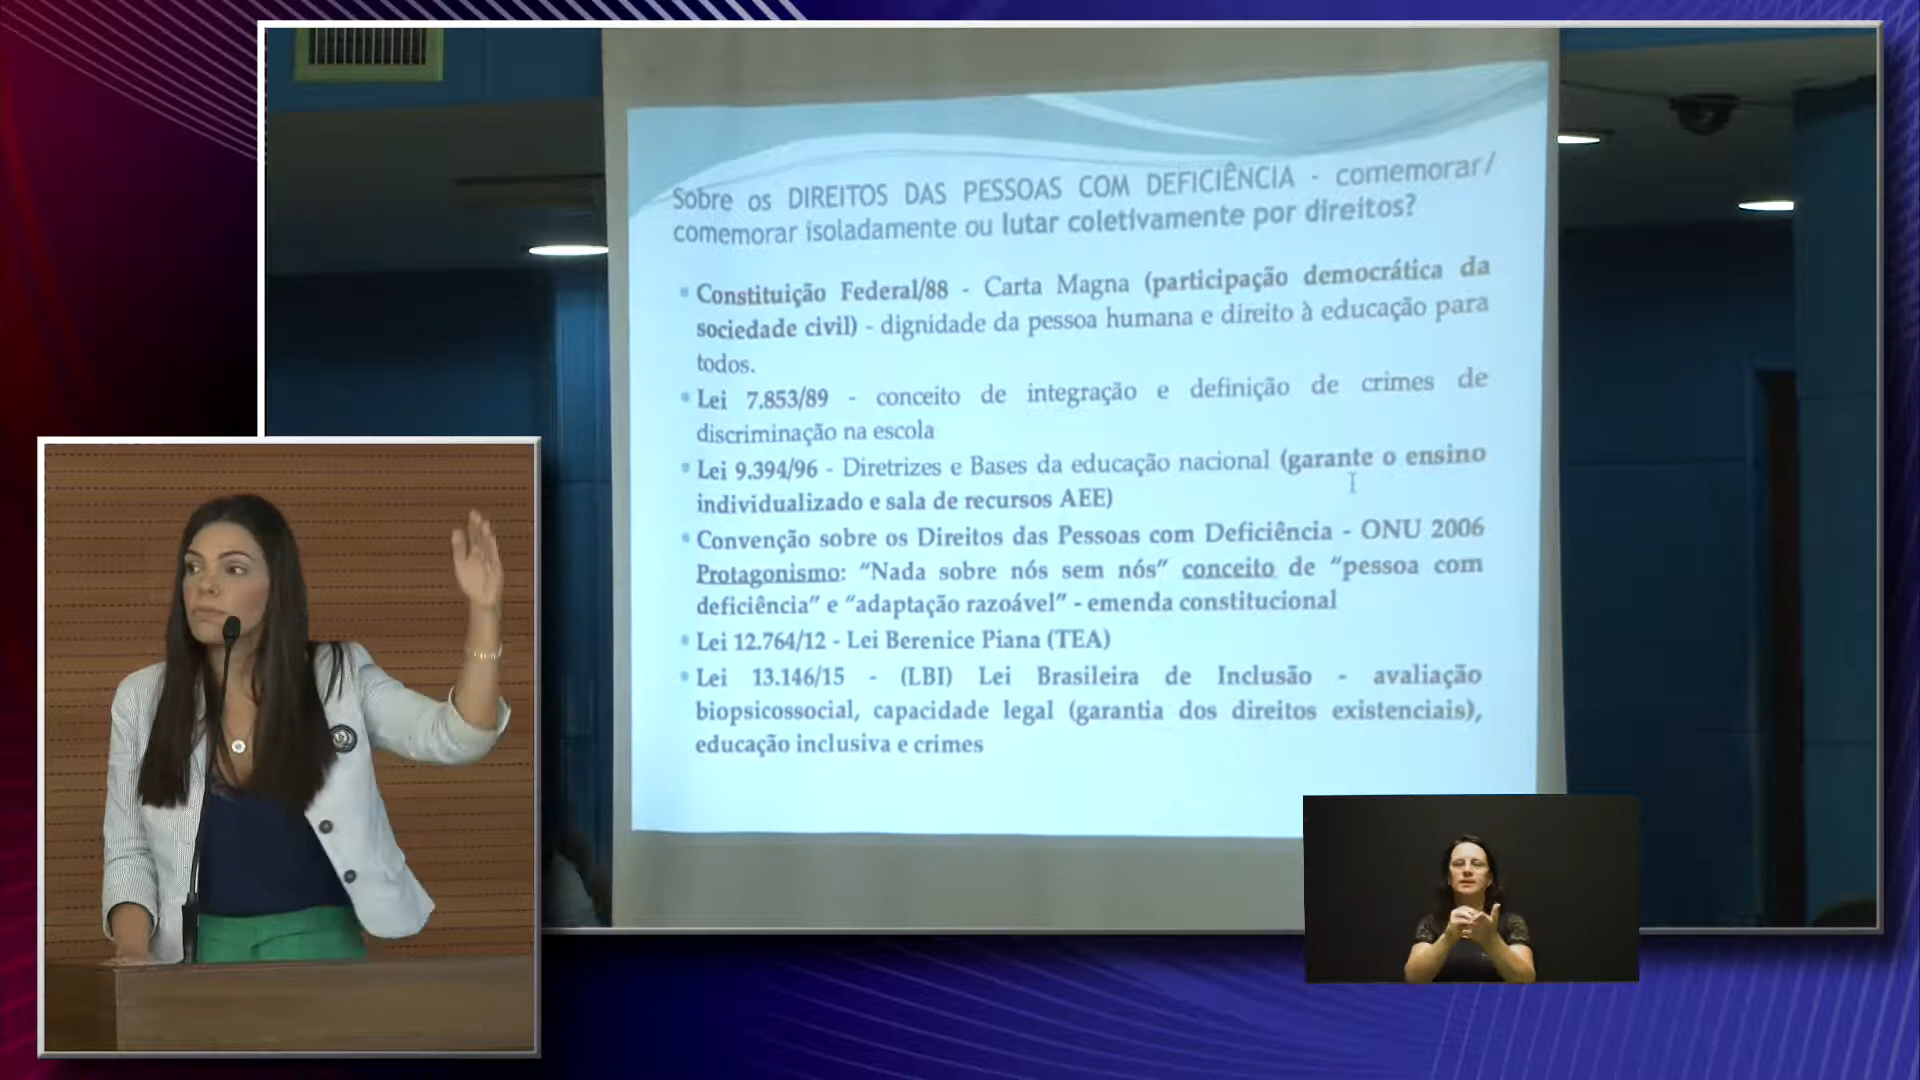 Sobre os DIREITOS DAS PESSOAS COM DEFICIÊNCIA - comemorar/
comemorar isoladamente ou lutar coletivamente por direitos?
Constituição Federal/88 - Carta Magna (participação democrática da
sociedade civil) - dignidade da pessoa humana e direito à educação para
todos.
Lei 7.853/89 - conceito de integração e definição de crimes de
discriminação na escola
Lei 9.394/96 - Diretrizes e Bases da educação nacional (garante o ensino
individualizado e sala de recursos AEE)
Convenção sobre os Direitos das Pessoas com Deficiência - ONU 2006
Protagonismo: “Nada sobre nós sem nós” conceito de “pessoa com
deficiência” e “adaptação razoável” - emenda constitucional
Lei 12.764/12 - Lei Berenice Piana (TEA)
Lei 13.146/15 - (LBI) Lei Brasileira de Inclusão - avaliação
biopsicossocial, capacidade legal (garantia dos direitos existenciais),
educação inclusiva e crimes